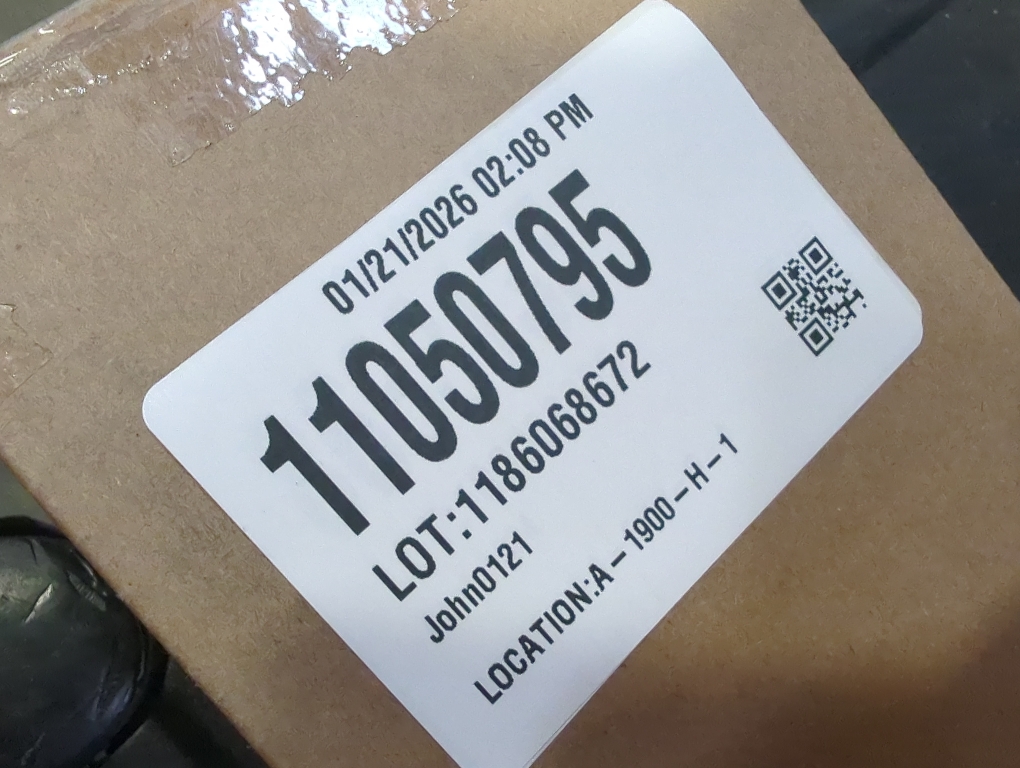 01/21/2026 02:08 PM
11050795
LOT:1186068672
John0121
LOCATION:A-1900-H-1